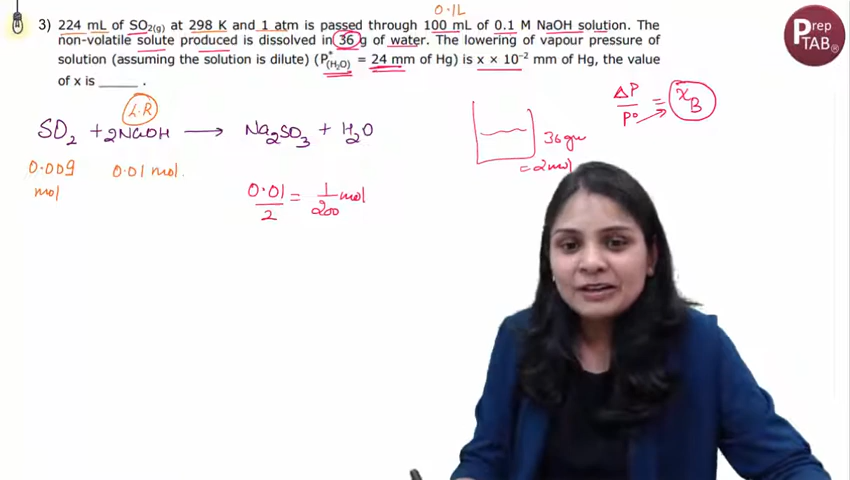 0.1L
3) 224 mL of SO2(g) at 298 K and 1 atm is passed through 100 mL of 0.1 M NaOH solution. The
non-volatile solute produced is dissolved in 36 g of water. The lowering of vapour pressure of
solution (assuming the solution is dilute) (P*(H2O) = 24 mm of Hg) is x × 10⁻² mm of Hg, the value
of x is _____ .
Prep
TAB®
L.R
SO2 + 2NaOH ⟶ Na2SO3 + H2O
0.009 mol
0.01 mol.
0.01/2 = 1/200 mol
36gm
= 2mol
ΔP/P° = xB